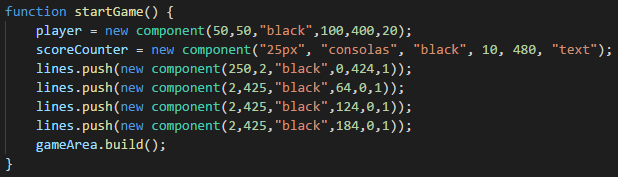 function startGame() {
    player = new component(50,50,"black",100,400,20);
    scoreCounter = new component("25px", "consolas", "black", 10, 480, "text");
    lines.push(new component(250,2,"black",0,424,1));
    lines.push(new component(2,425,"black",64,0,1));
    lines.push(new component(2,425,"black",124,0,1));
    lines.push(new component(2,425,"black",184,0,1));
    gameArea.build();
}